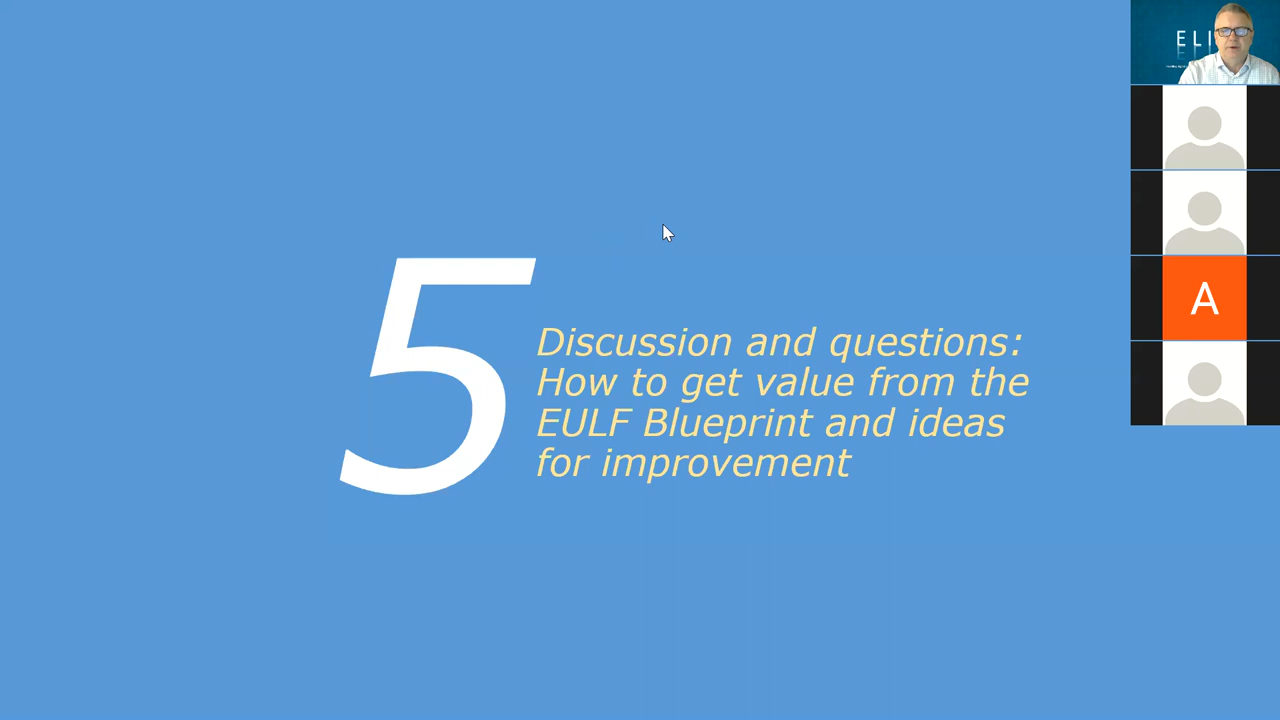 5
Discussion and questions:
How to get value from the
EULF Blueprint and ideas
for improvement
E L I
A